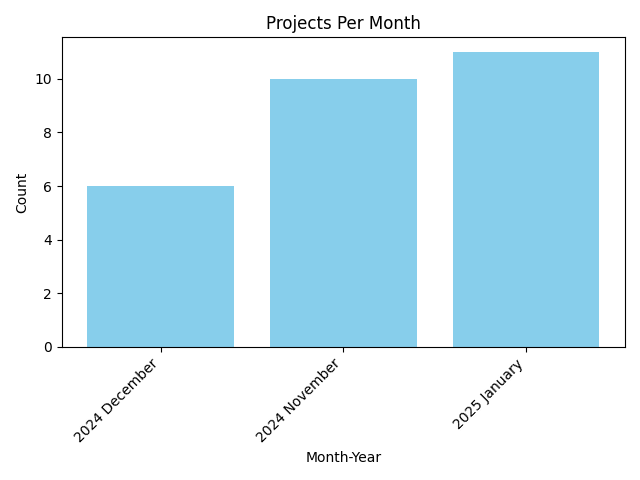 Projects Per Month
Count
10
8
6
4
2
0
2024 December
2024 November
2025 January
Month-Year